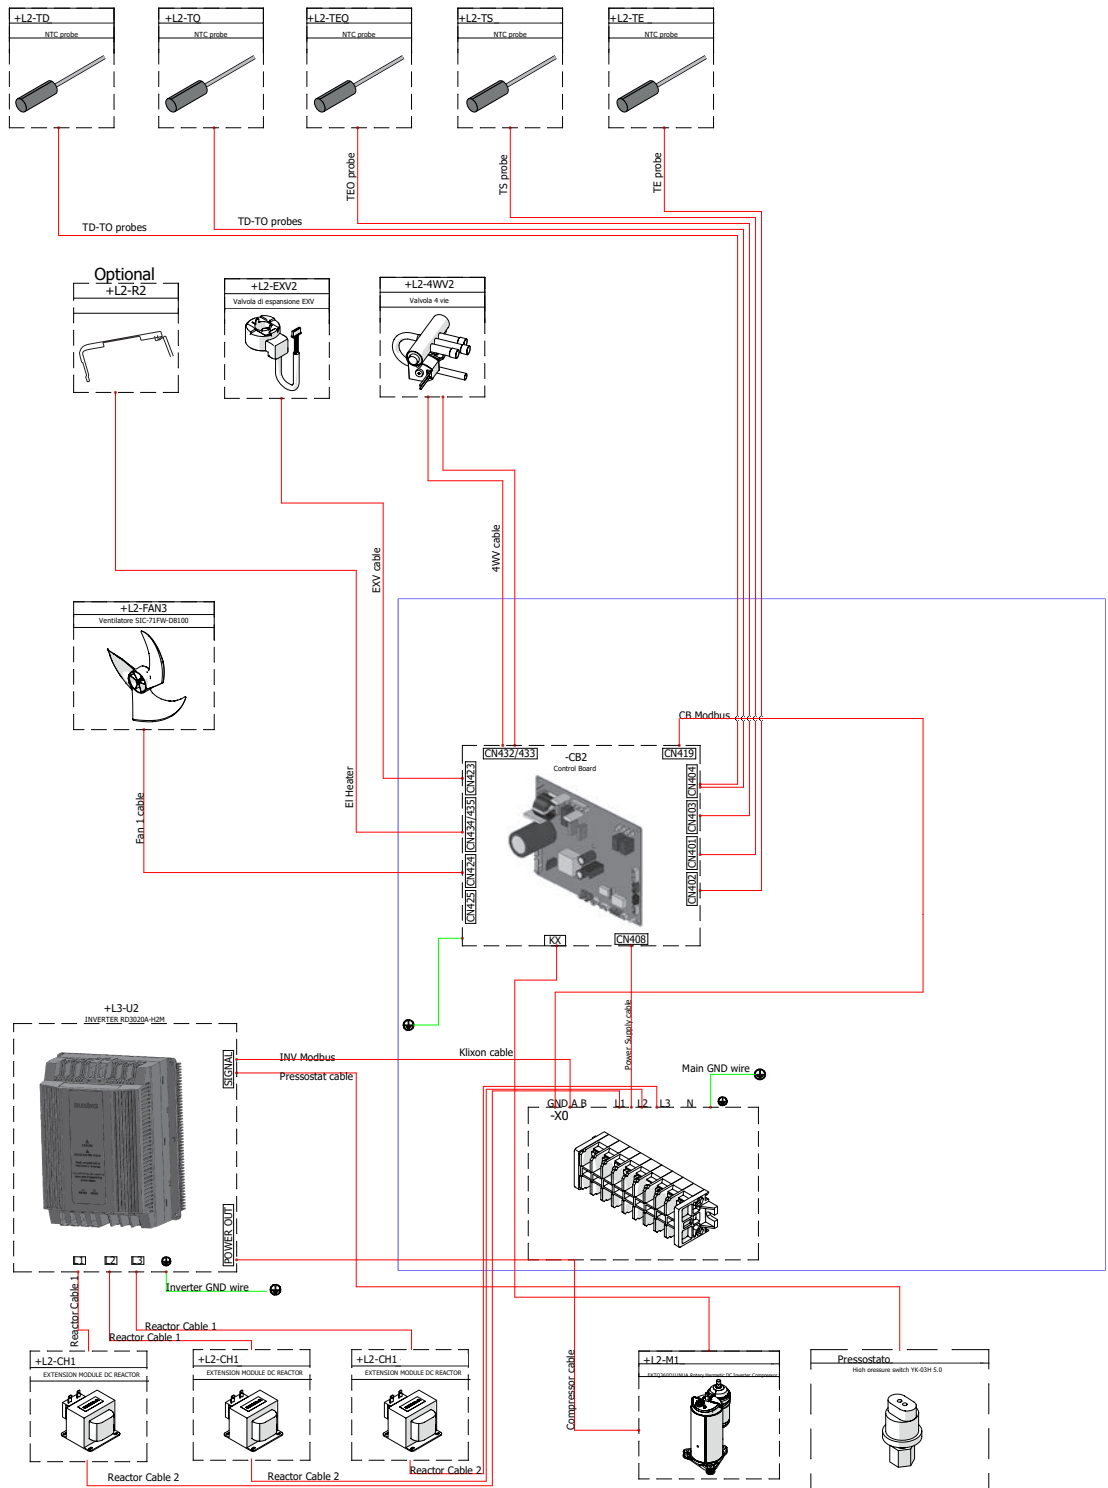 +L2-TD
NTC probe
+L2-TQ
NTC probe
+L2-TEQ
NTC probe
+L2-TS
NTC probe
+L2-TE
NTC probe
TEO probe
TS probe
TE probe
TD-TO probes
TD-TO probes
Optional
+L2-R2
+L2-EXV2
Valvola di espansione EXV
+L2-4WV2
Valvola 4 vie
EXV cable
4WV cable
+L2-FAN3
Ventilatore SIC-71FW-D8100
Fan 1 cable
El Heater
CB Modbus
CN432/433
-CB2
Control Board
CN419
CN423
CN434/435
CN424
CN425
CN404
CN403
CN401
CN402
KX
CN408
+L3-U2
INVERTER RD3020A-H2M
SIGNAL
INV Modbus
Klixon cable
Pressostat cable
Power Supply cable
Main GND wire
GND A B
L1
L2
L3
N
-X0
POWER OUT
L1
L2
L3
Inverter GND wire
Reactor Cable 1
Reactor Cable 1
Reactor Cable 1
+L2-CH1
EXTENSION MODULE DC REACTOR
+L2-CH1
EXTENSION MODULE DC REACTOR
+L2-CH1
EXTENSION MODULE DC REACTOR
Reactor Cable 2
Reactor Cable 2
Reactor Cable 2
Compressor cable
+L2-M1
Pressostato
High pressure switch YK-03H 5.0